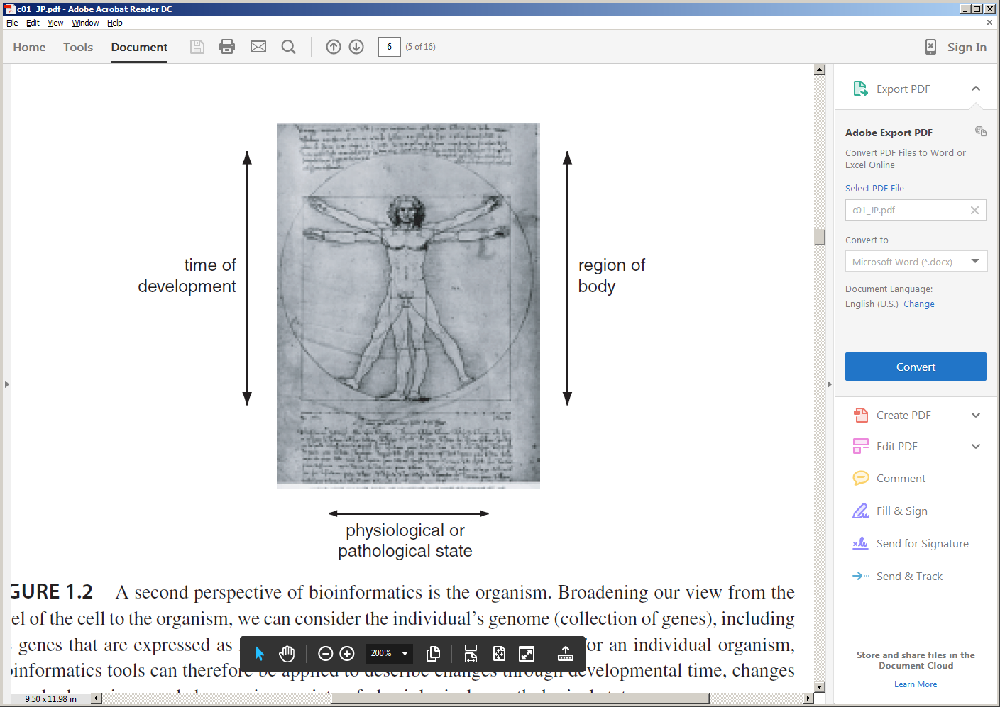 c01_JP.pdf - Adobe Acrobat Reader DC
File Edit View Window Help
Home Tools Document 6 (5 of 16) Sign In
time of
development
region of
body
physiological or
pathological state
GURE 1.2 A second perspective of bioinformatics is the organism. Broadening our view from the
el of the cell to the organism, we can consider the individual's genome (collection of genes), including
genes that are expressed as or an individual organism,
oinformatics tools can therefore be applied to describe changes through developmental time, changes
200%
9.50 x 11.98 in
Export PDF
Adobe Export PDF
Convert PDF Files to Word or
Excel Online
Select PDF File
c01_JP.pdf
Convert to
Microsoft Word (*.docx)
Document Language:
English (U.S.) Change
Convert
Create PDF
Edit PDF
Comment
Fill & Sign
Send for Signature
Send & Track
Store and share files in the
Document Cloud
Learn More